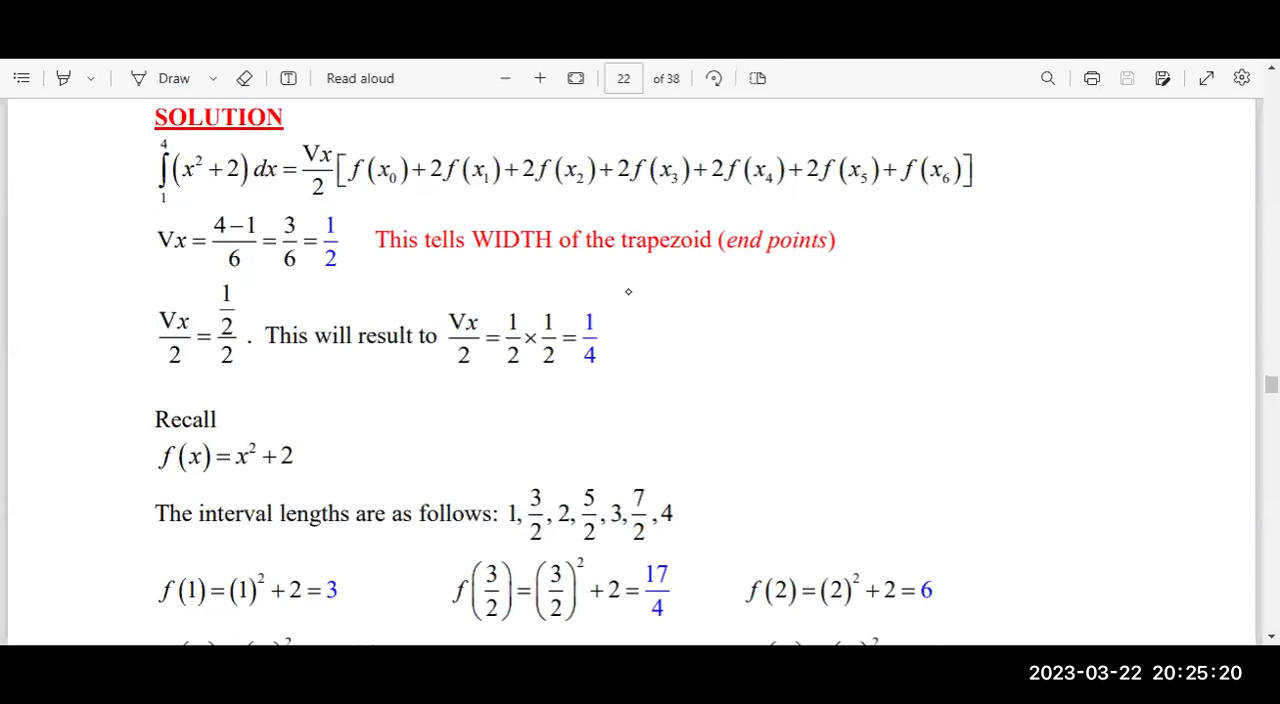 Draw
Read aloud
22 of 38
SOLUTION
∫₁⁴ (x² + 2) dx = Vx/2 [f(x₀) + 2f(x₁) + 2f(x₂) + 2f(x₃) + 2f(x₄) + 2f(x₅) + f(x₆)]
Vx = (4 − 1)/6 = 3/6 = 1/2 This tells WIDTH of the trapezoid (end points)
Vx/2 = (1/2)/2 . This will result to Vx/2 = 1/2 × 1/2 = 1/4
Recall
f(x) = x² + 2
The interval lengths are as follows: 1, 3/2, 2, 5/2, 3, 7/2, 4
f(1) = (1)² + 2 = 3 f(3/2) = (3/2)² + 2 = 17/4 f(2) = (2)² + 2 = 6
2023-03-22 20:25:20